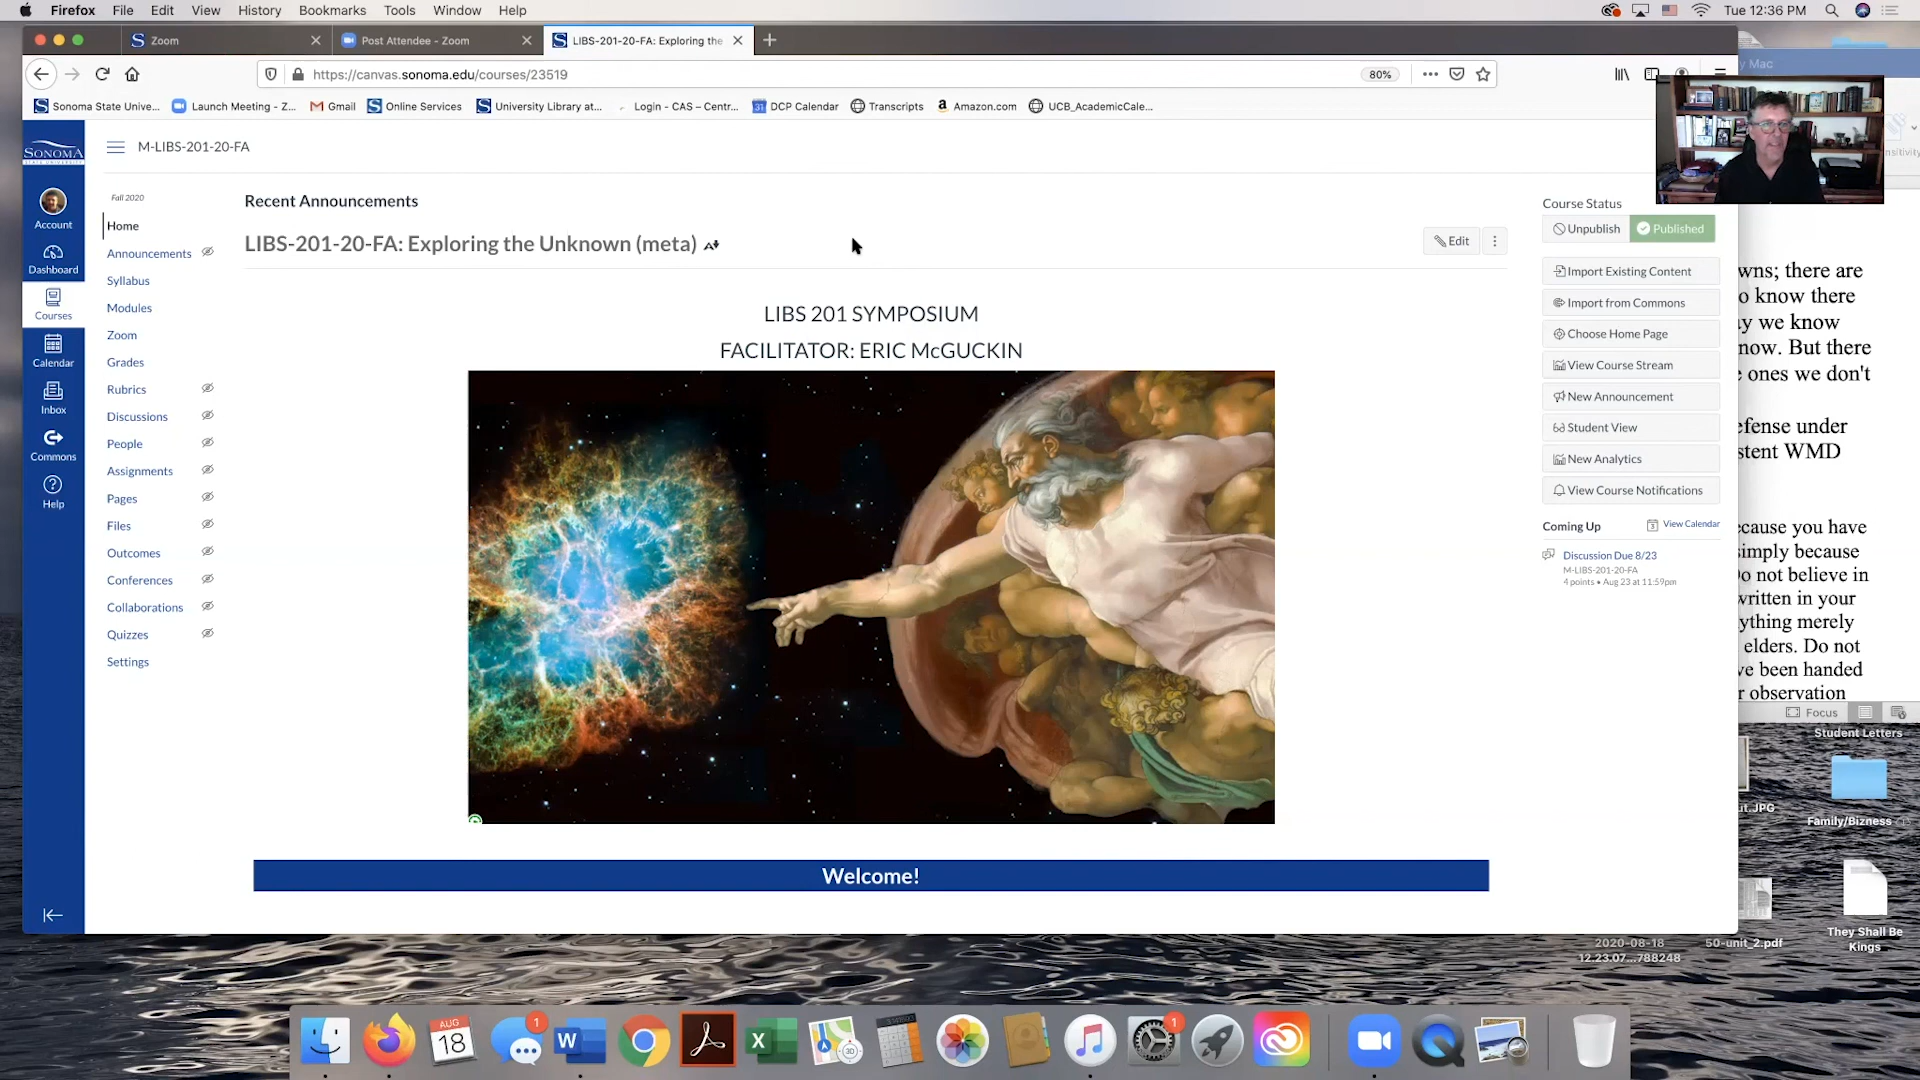 Firefox File Edit View History Bookmarks Tools Window Help
Tue 12:36 PM
Zoom
Post Attendee - Zoom
LIBS-201-20-FA: Exploring the
https://canvas.sonoma.edu/courses/23519
80%
Sonoma State Unive...
Launch Meeting - Z...
Gmail
Online Services
University Library at...
Login - CAS – Centr...
DCP Calendar
Transcripts
Amazon.com
UCB_AcademicCale...
SONOMA
Account
Dashboard
Courses
Calendar
Inbox
Commons
Help
M-LIBS-201-20-FA
Fall 2020
Home
Announcements
Syllabus
Modules
Zoom
Grades
Rubrics
Discussions
People
Assignments
Pages
Files
Outcomes
Conferences
Collaborations
Quizzes
Settings
Recent Announcements
LIBS-201-20-FA: Exploring the Unknown (meta)
Edit
LIBS 201 SYMPOSIUM
FACILITATOR: ERIC McGUCKIN
Welcome!
Course Status
Unpublish
Published
Import Existing Content
Import from Commons
Choose Home Page
View Course Stream
New Announcement
Student View
New Analytics
View Course Notifications
Coming Up
View Calendar
Discussion Due 8/23
M-LIBS-201-20-FA
4 points • Aug 23 at 11:59pm
y Mac
nsitivity
wns; there are
o know there
ay we know
now. But there
e ones we don't
efense under
stent WMD
ecause you have
simply because
Do not believe in
written in your
ything merely
elders. Do not
ve been handed
r observation
Focus
Student Letters
ut.JPG
Family/Bizness
They Shall Be
Kings
2020-08-18
12.23.07...788248
50-unit_2.pdf
AUG
18
1
W
X
3D
1